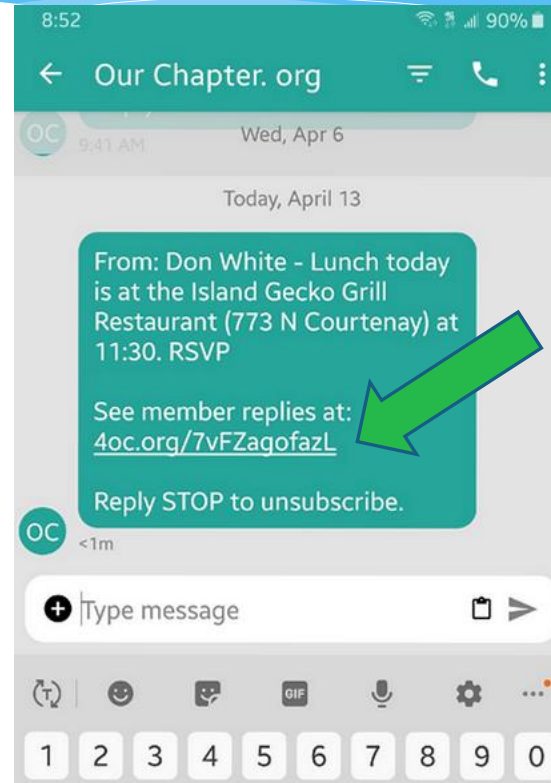 8:52
90%
Our Chapter. org
OC
9:41 AM
Wed, Apr 6
Today, April 13
From: Don White - Lunch today
is at the Island Gecko Grill
Restaurant (773 N Courtenay) at
11:30. RSVP
See member replies at:
4oc.org/7vFZagofazL
Reply STOP to unsubscribe.
OC
<1m
Type message
T
GIF
1 2 3 4 5 6 7 8 9 0